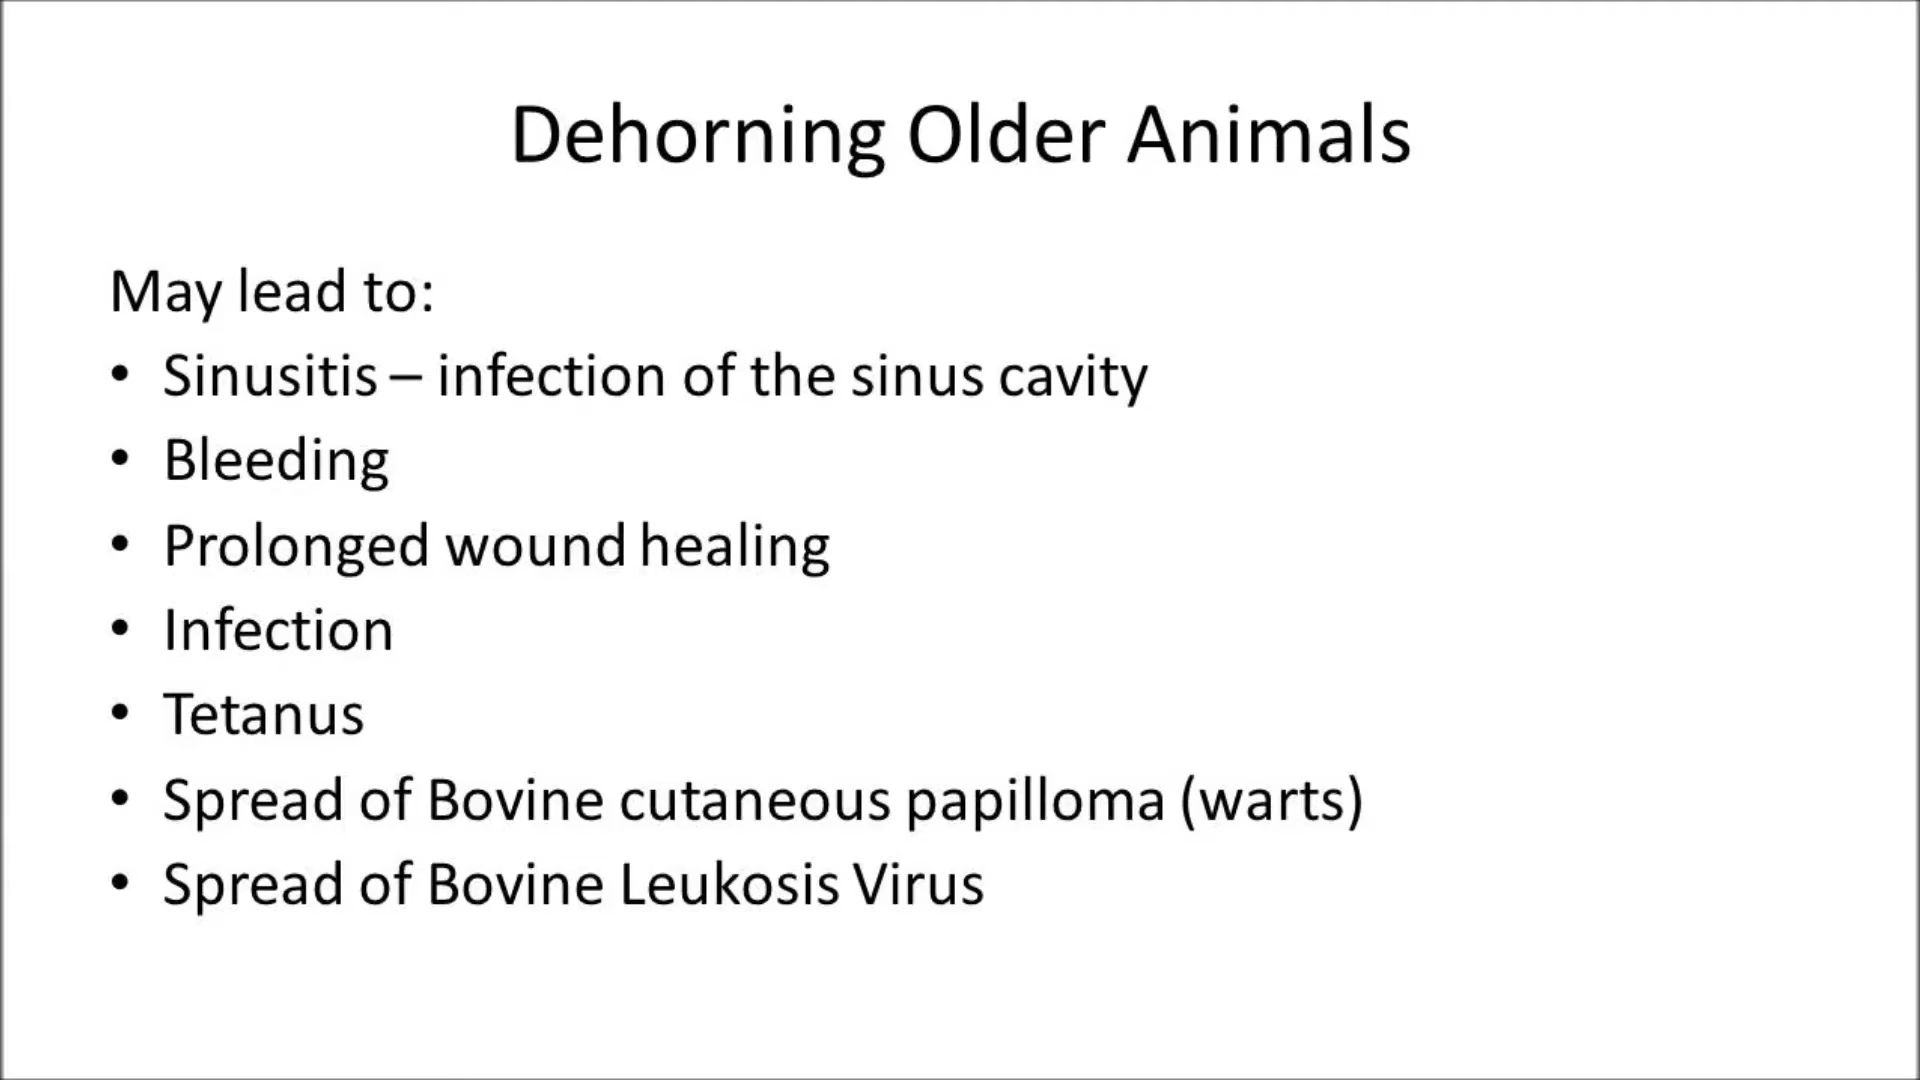 Dehorning Older Animals
May lead to:
• Sinusitis – infection of the sinus cavity
• Bleeding
• Prolonged wound healing
• Infection
• Tetanus
• Spread of Bovine cutaneous papilloma (warts)
• Spread of Bovine Leukosis Virus